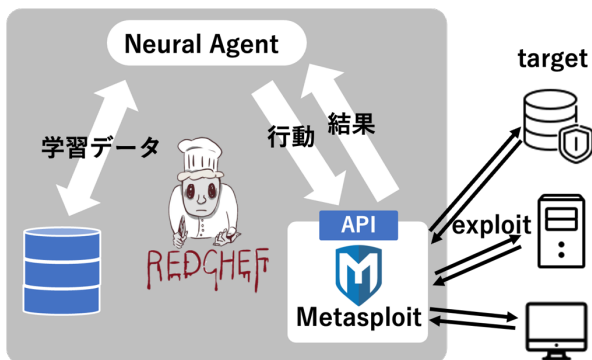 Neural Agent
target
学習データ
行動
結果
REDCHEF
API
exploit
Metasploit